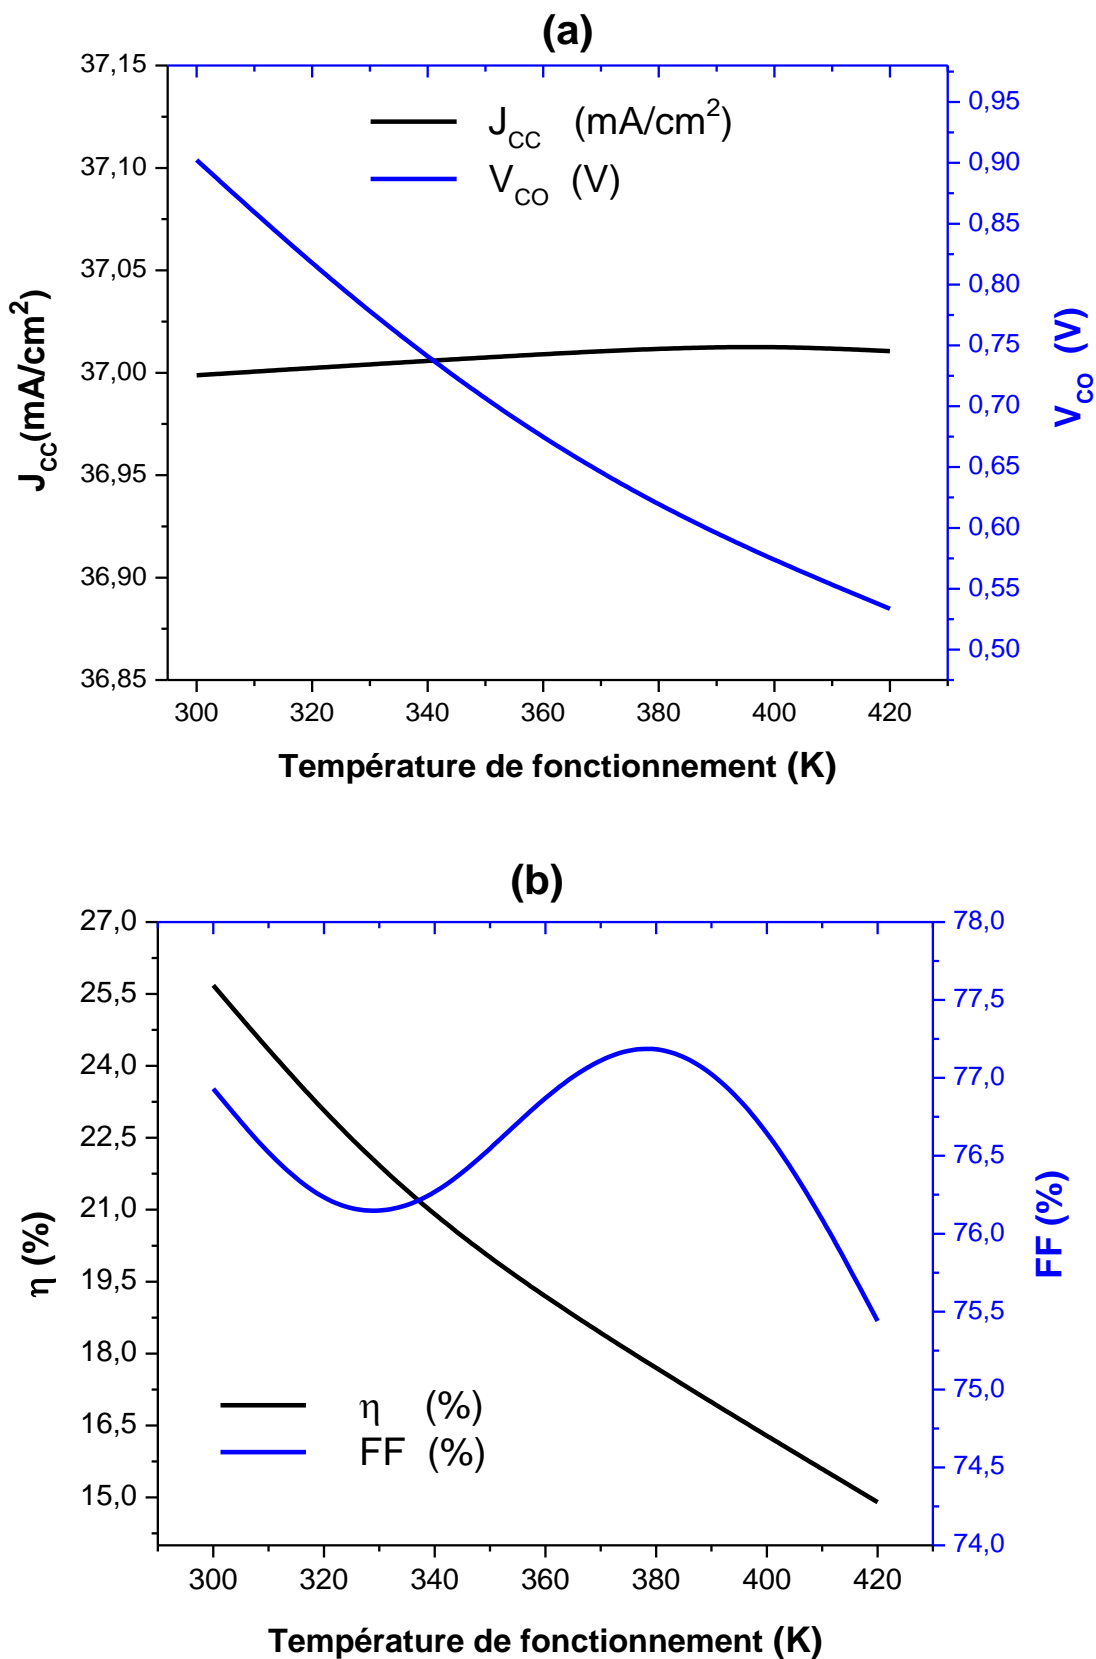 (a)
37,15
37,10
37,05
37,00
36,95
36,90
36,85
J_CC(mA/cm²)
J_CC (mA/cm²)
V_CO (V)
0,95
0,90
0,85
0,80
0,75
0,70
0,65
0,60
0,55
0,50
V_CO (V)
300 320 340 360 380 400 420
Température de fonctionnement (K)
(b)
27,0
25,5
24,0
22,5
21,0
19,5
18,0
16,5
15,0
η (%)
η (%)
FF (%)
78,0
77,5
77,0
76,5
76,0
75,5
75,0
74,5
74,0
FF (%)
300 320 340 360 380 400 420
Température de fonctionnement (K)